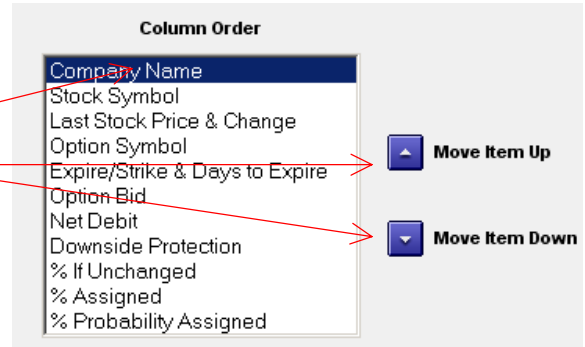 Column Order
Company Name
Stock Symbol
Last Stock Price & Change
Option Symbol
Expire/Strike & Days to Expire
Option Bid
Net Debit
Downside Protection
% If Unchanged
% Assigned
% Probability Assigned
Move Item Up
Move Item Down